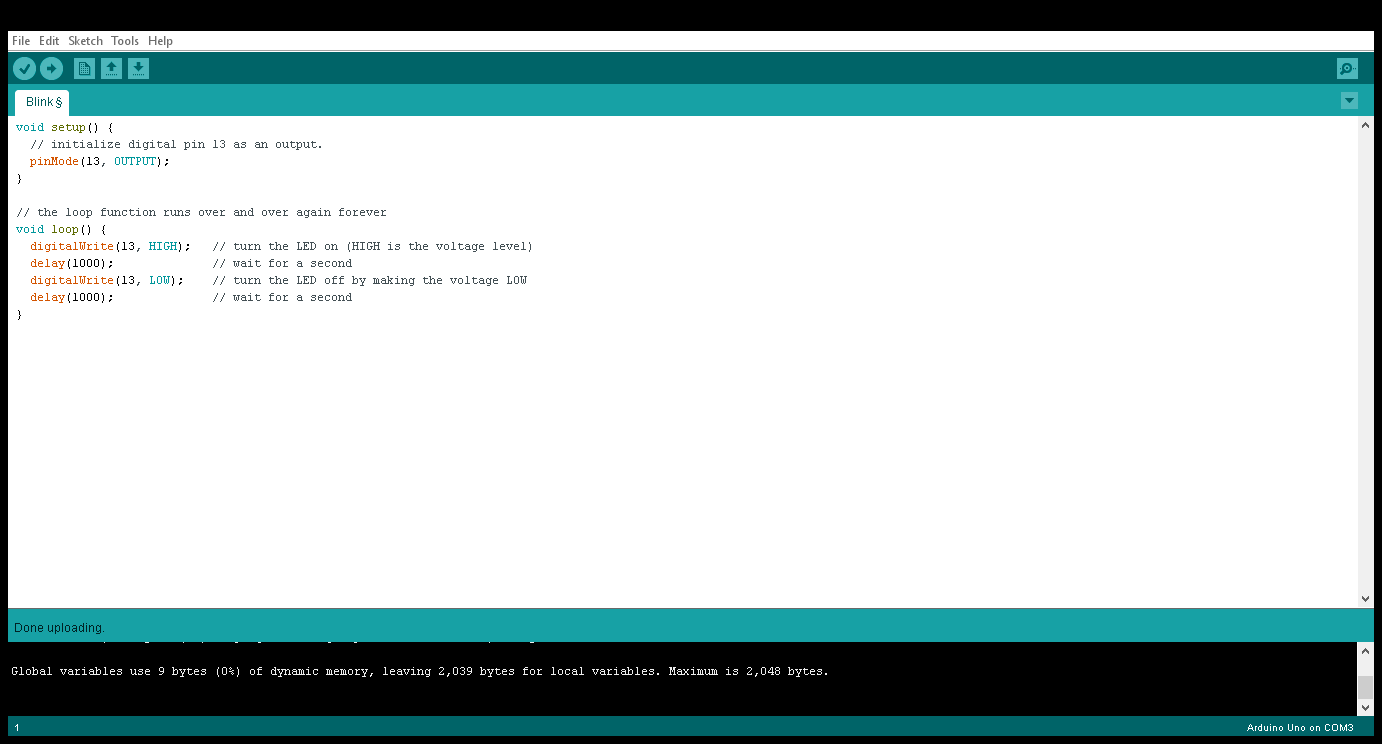 File Edit Sketch Tools Help
Blink §
void setup() {
  // initialize digital pin 13 as an output.
  pinMode(13, OUTPUT);
}
// the loop function runs over and over again forever
void loop() {
  digitalWrite(13, HIGH);   // turn the LED on (HIGH is the voltage level)
  delay(1000);              // wait for a second
  digitalWrite(13, LOW);    // turn the LED off by making the voltage LOW
  delay(1000);              // wait for a second
}
Done uploading.
Global variables use 9 bytes (0%) of dynamic memory, leaving 2,039 bytes for local variables. Maximum is 2,048 bytes.
1 Arduino Uno on COM3